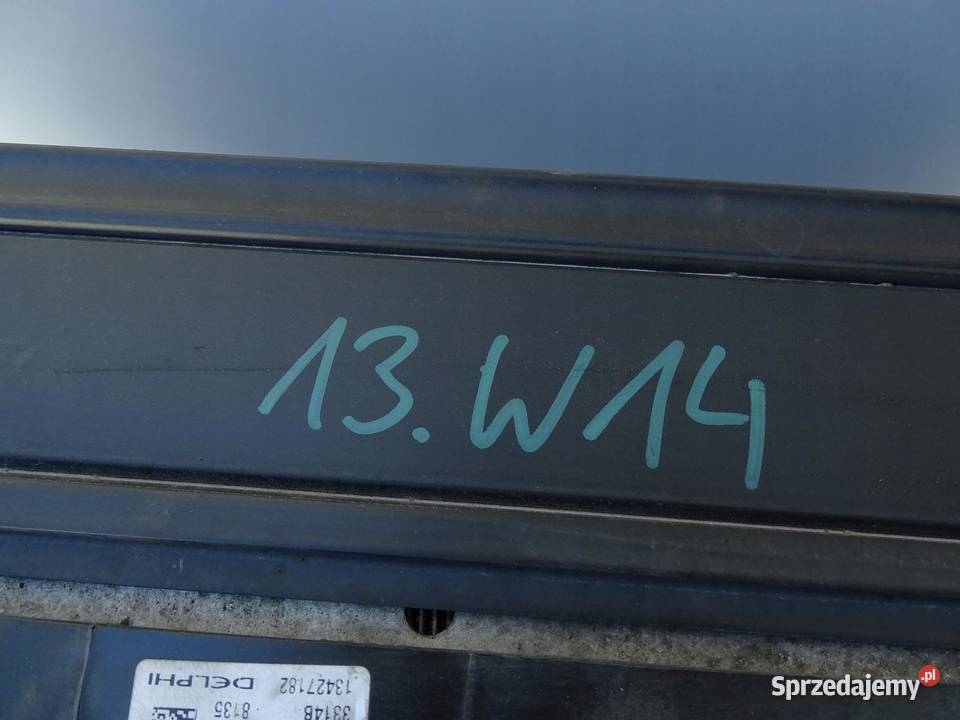 13.W14
13427182 DELPHI
3314B 8135
Sprzedajemy.pl